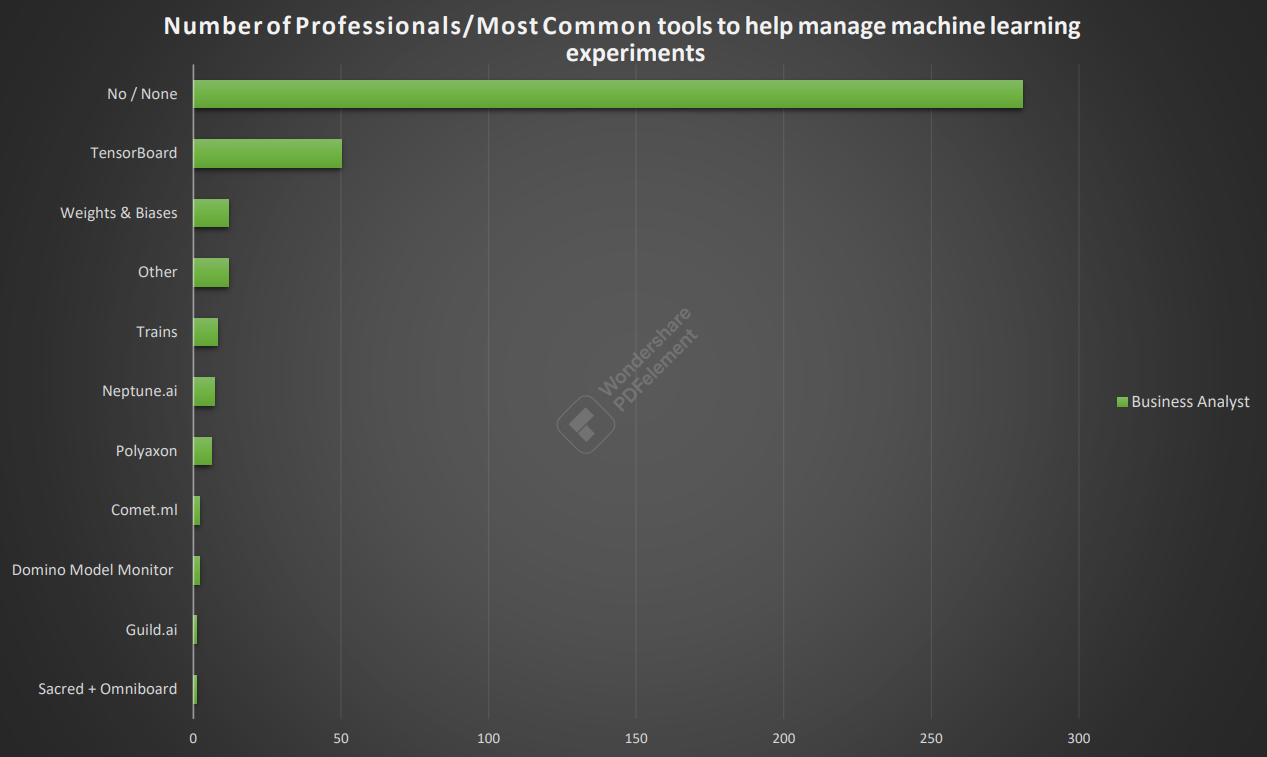 Number of Professionals/Most Common tools to help manage machine learning
experiments
No / None
TensorBoard
Weights & Biases
Other
Trains
Neptune.ai
Polyaxon
Comet.ml
Domino Model Monitor
Guild.ai
Sacred + Omniboard
0 50 100 150 200 250 300
Business Analyst
Wondershare
PDFelement